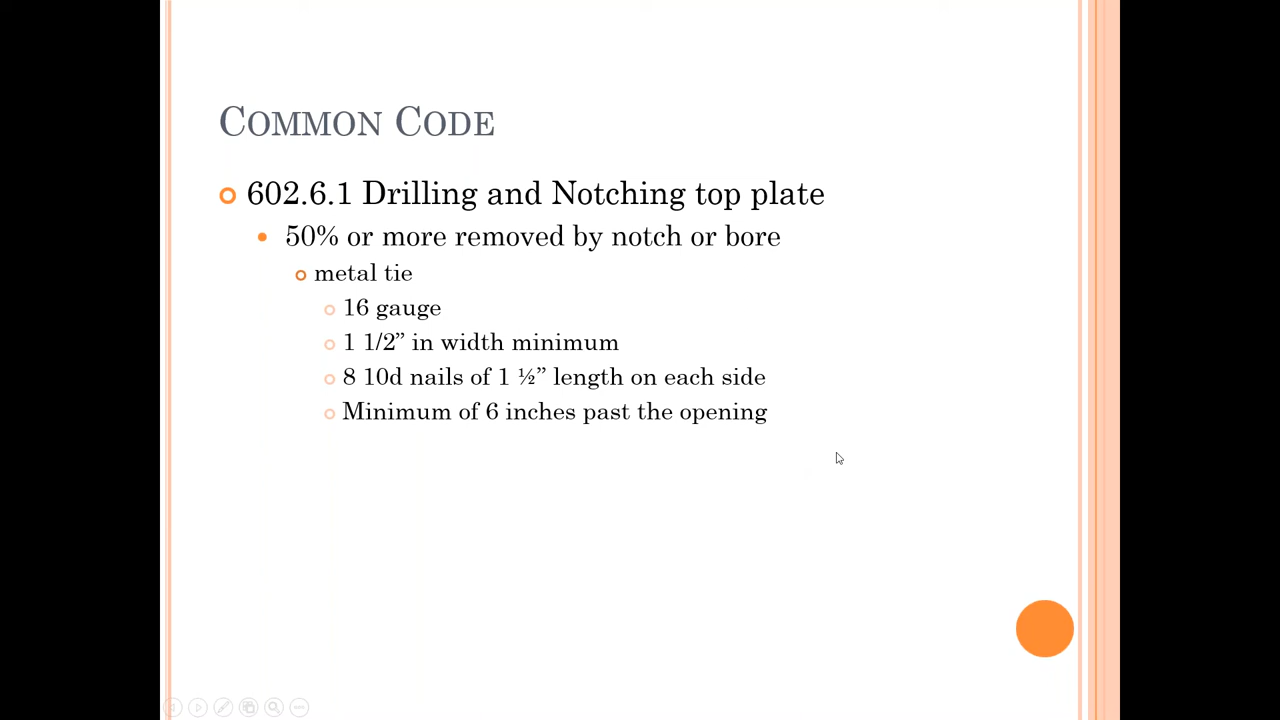 COMMON CODE
602.6.1 Drilling and Notching top plate
50% or more removed by notch or bore
metal tie
16 gauge
1 1/2” in width minimum
8 10d nails of 1 ½” length on each side
Minimum of 6 inches past the opening